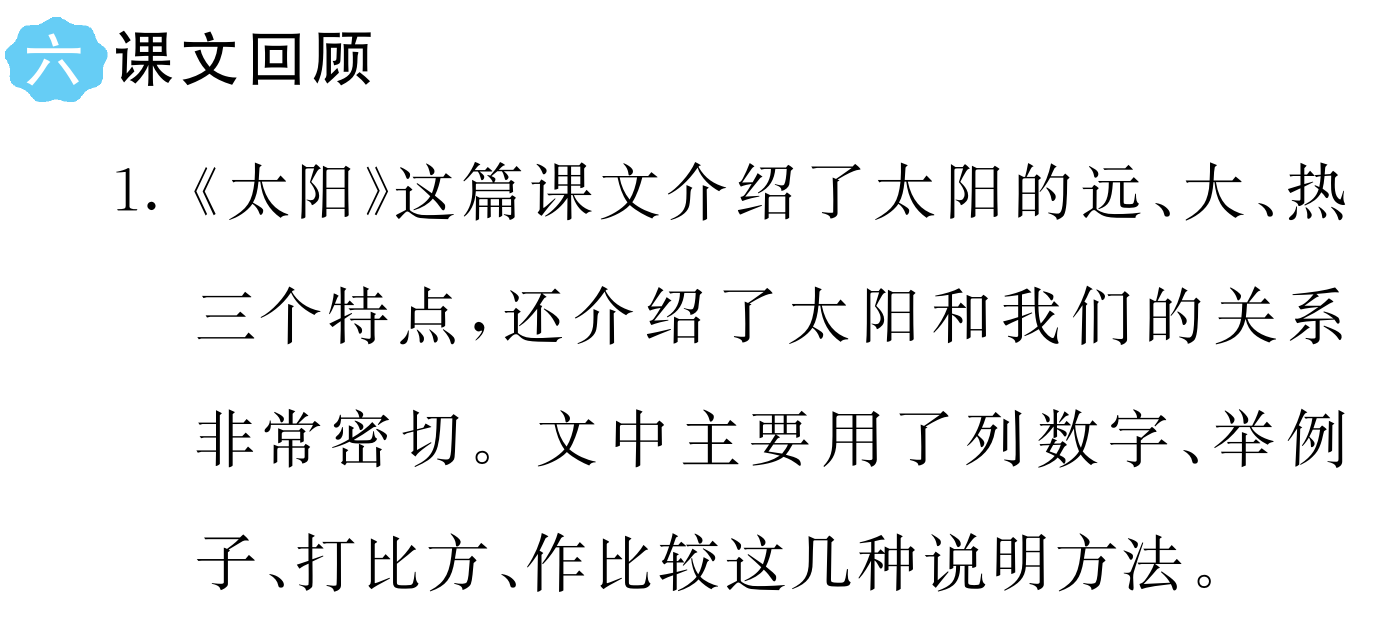 六 课文回顾
1.《太阳》这篇课文介绍了太阳的远、大、热
三个特点,还介绍了太阳和我们的关系
非常密切。文中主要用了列数字、举例
子、打比方、作比较这几种说明方法。